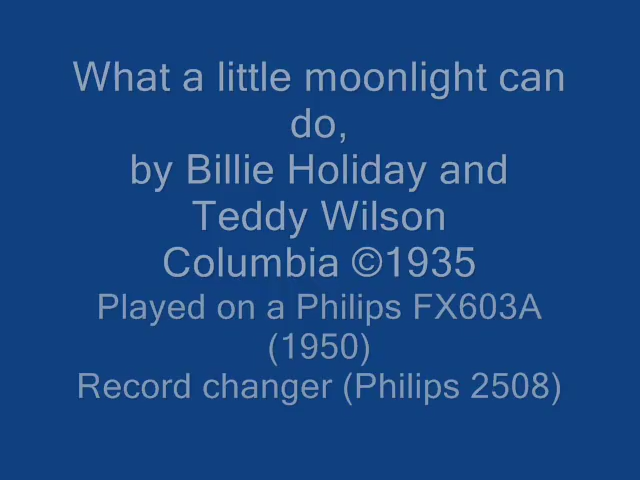 What a little moonlight can
do,
by Billie Holiday and
Teddy Wilson
Columbia ©1935
Played on a Philips FX603A
(1950)
Record changer (Philips 2508)